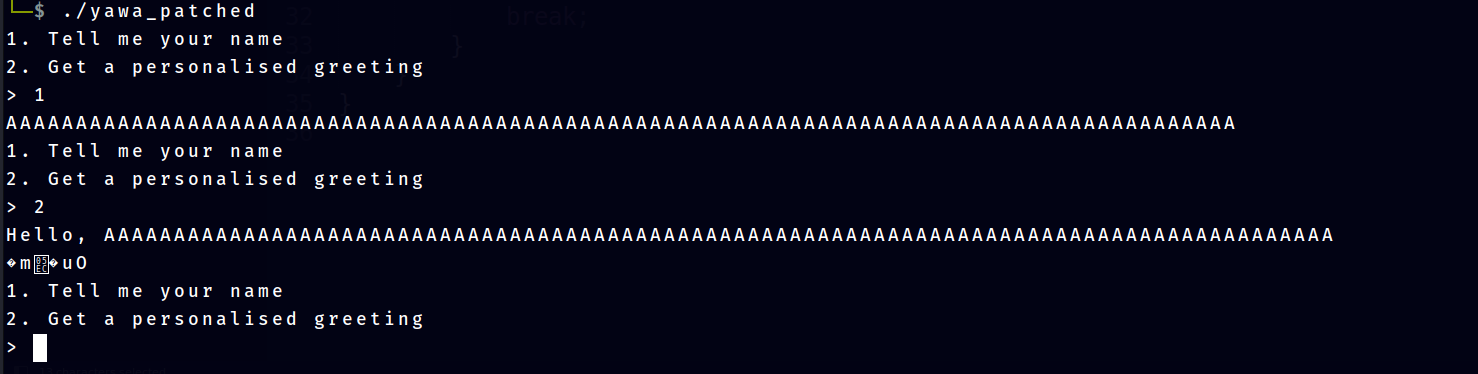 └─$ ./yawa_patched
1. Tell me your name
2. Get a personalised greeting
> 1
AAAAAAAAAAAAAAAAAAAAAAAAAAAAAAAAAAAAAAAAAAAAAAAAAAAAAAAAAAAAAAAAAAAAAAAAAAAAAAAAAAAAAAAA
1. Tell me your name
2. Get a personalised greeting
> 2
Hello, AAAAAAAAAAAAAAAAAAAAAAAAAAAAAAAAAAAAAAAAAAAAAAAAAAAAAAAAAAAAAAAAAAAAAAAAAAAAAAAAAAAAAAAA
�m׬�uO
1. Tell me your name
2. Get a personalised greeting
>